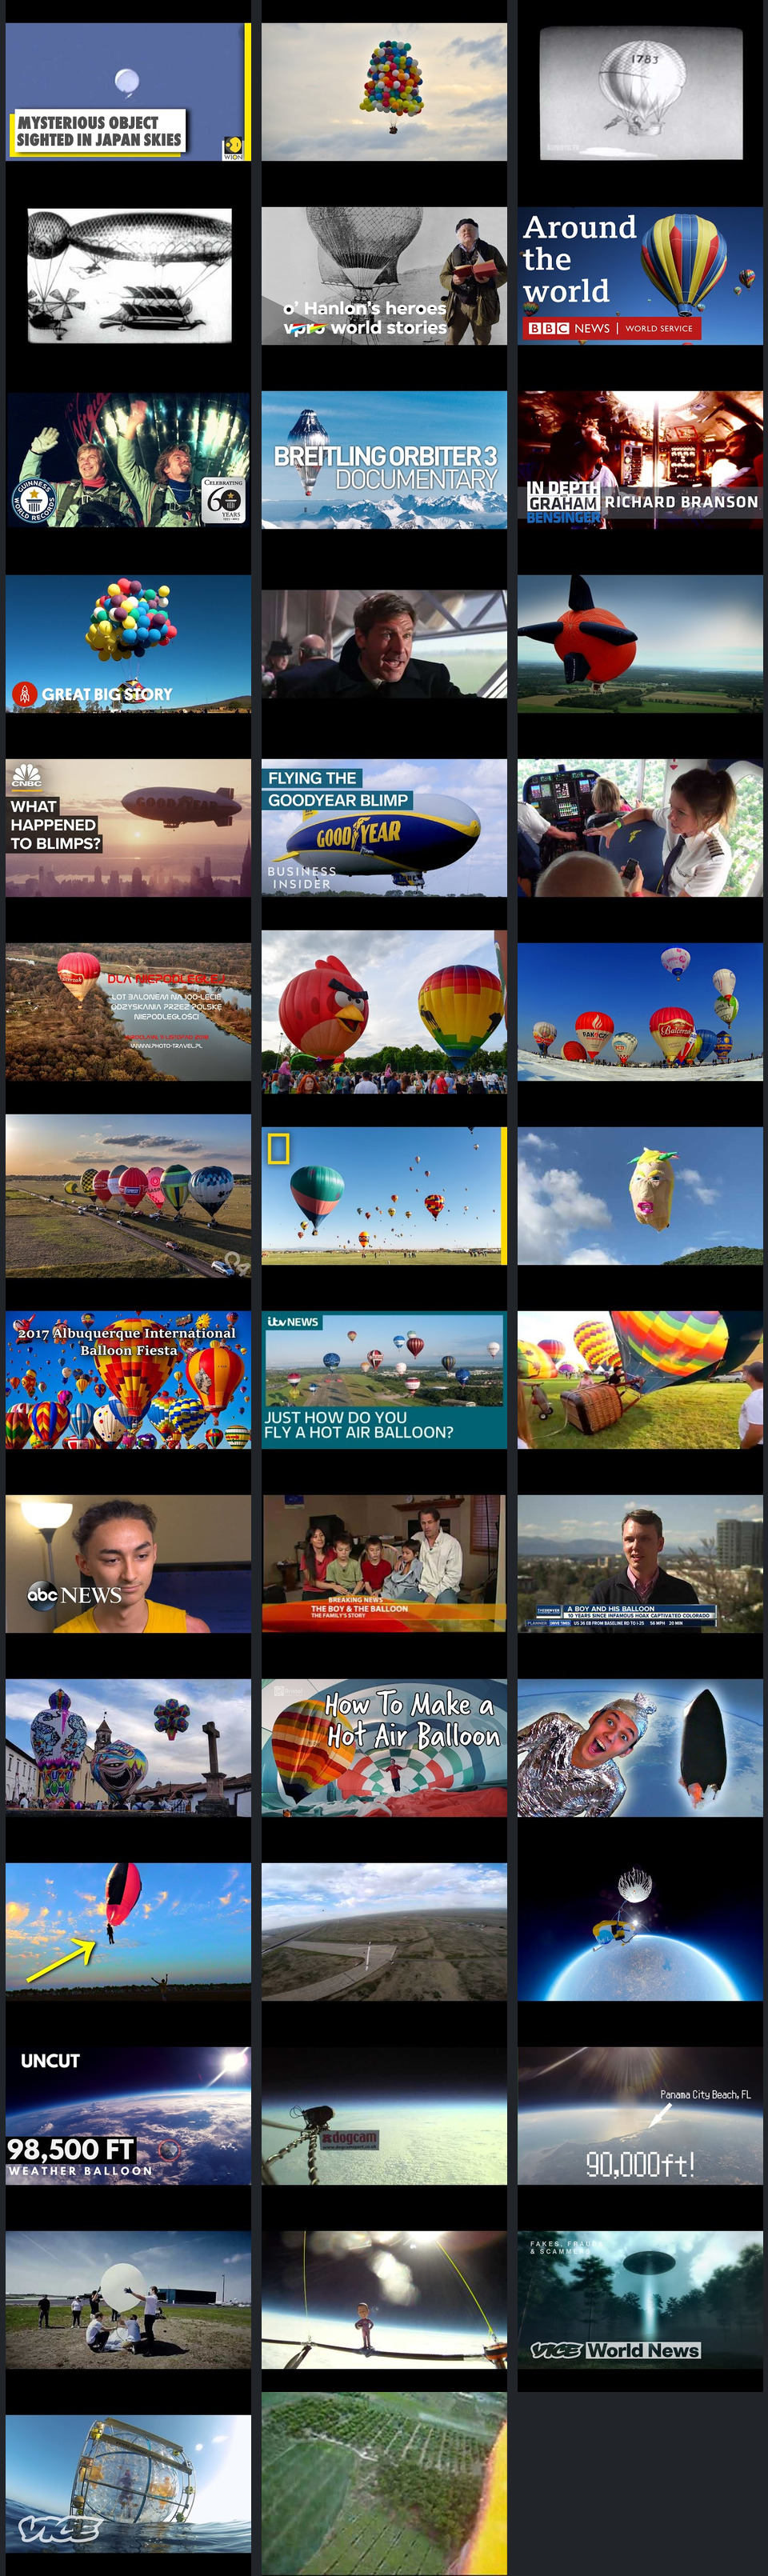 MYSTERIOUS OBJECT
SIGHTED IN JAPAN SKIES
WION
1783
o' Hanlon's heroes
vpro world stories
Around
the
world
BBC NEWS | WORLD SERVICE
Virgin
GUINNESS
WORLD RECORDS
CELEBRATING
60
YEARS
BREITLING ORBITER 3
DOCUMENTARY
IN DEPTH
GRAHAM
BENSINGER
RICHARD BRANSON
GREAT BIG STORY
CNBC
WHAT
HAPPENED
TO BLIMPS?
GOODYEAR
FLYING THE
GOODYEAR BLIMP
GOODYEAR
BUSINESS
INSIDER
DLA NIEPODLEGŁEJ
LOT BALONEM NA 100-LECIE
ODZYSKANIA PRZEZ POLSKĘ
NIEPODLEGŁOŚCI
WWW.PHOTO-TRAVEL.PL
2017 Albuquerque International
Balloon Fiesta
itv NEWS
JUST HOW DO YOU
FLY A HOT AIR BALLOON?
abc NEWS
BREAKING NEWS
THE BOY & THE BALLOON
THE FAMILY'S STORY
A BOY AND HIS BALLOON
10 YEARS SINCE INFAMOUS HOAX CAPTIVATED COLORADO
How To Make a
Hot Air Balloon
UNCUT
98,500 FT
WEATHER BALLOON
dogcam
Panama City Beach, FL
90,000ft!
FAKES, FRAUDS
& SCAMMERS
VICE World News
VICE